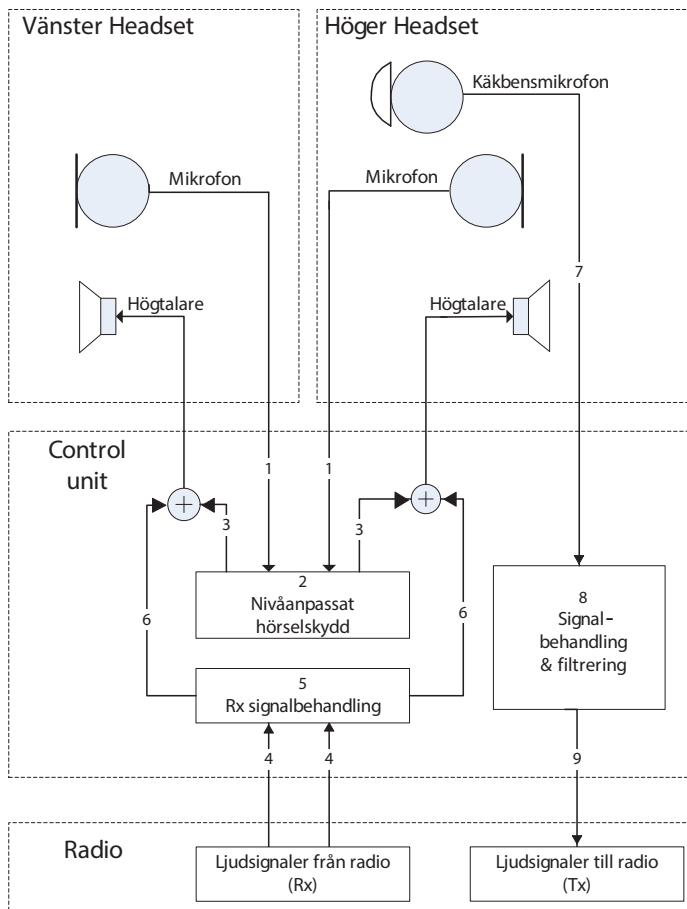 Vänster Headset
Höger Headset
Käkbensmikrofon
Mikrofon
Mikrofon
7
Högtalare
Högtalare
Control
unit
1
1
3
3
2
Nivåanpassat
hörselskydd
6
6
8
Signal-
behandling
& filtrering
5
Rx signalbehandling
4
4
9
Radio
Ljudsignaler från radio
(Rx)
Ljudsignaler till radio
(Tx)